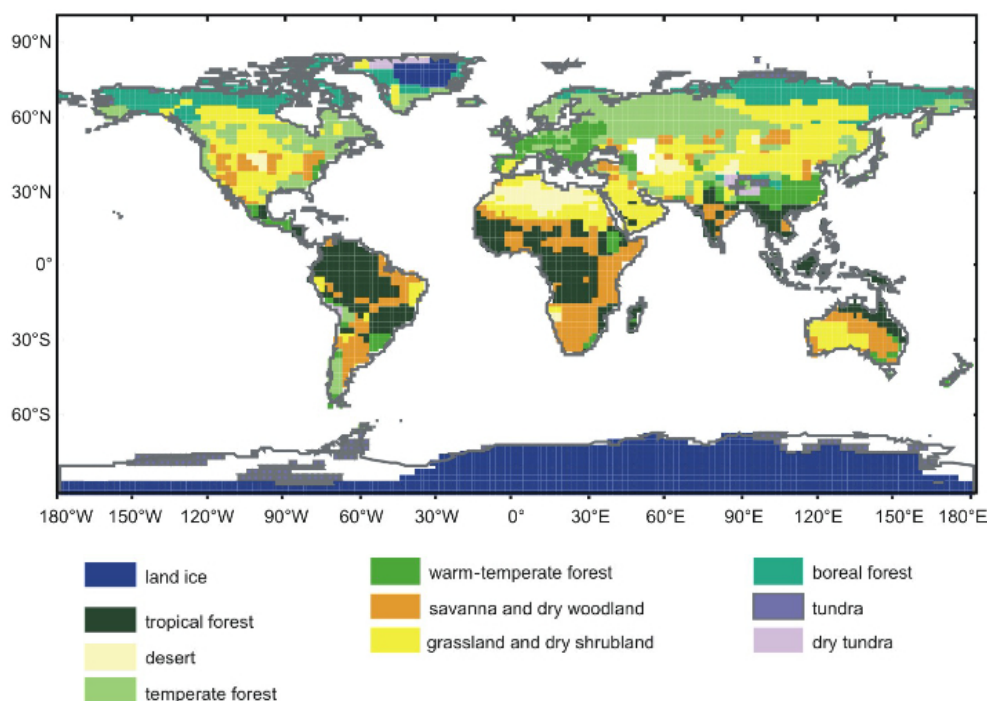 90°N
60°N
30°N
0°
30°S
60°S
180°W 150°W 120°W 90°W 60°W 30°W 0° 30°E 60°E 90°E 120°E 150°E 180°E
land ice
tropical forest
desert
temperate forest
warm-temperate forest
savanna and dry woodland
grassland and dry shrubland
boreal forest
tundra
dry tundra